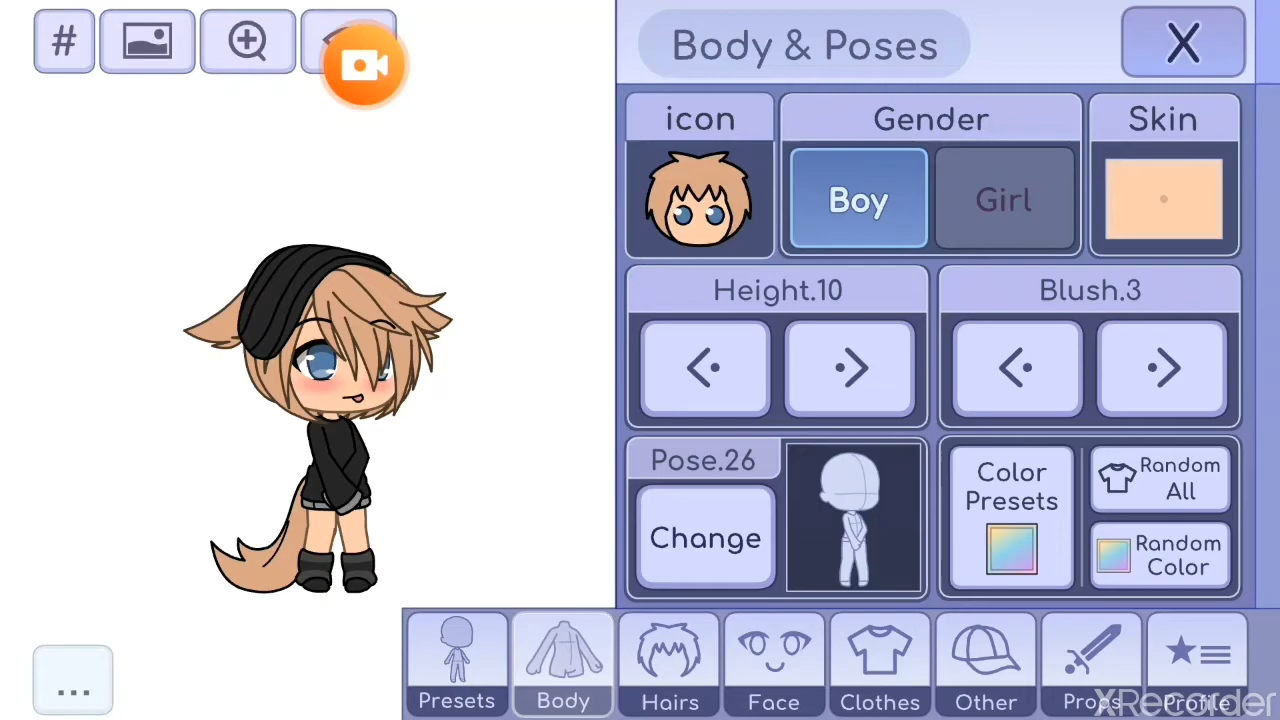 #
Body & Poses
X
icon
Gender
Skin
Boy
Girl
Height.10
Blush.3
Pose.26
Change
Color
Presets
Random
All
Random
Color
...
Presets
Body
Hairs
Face
Clothes
Other
Props
Profile
XRecorder